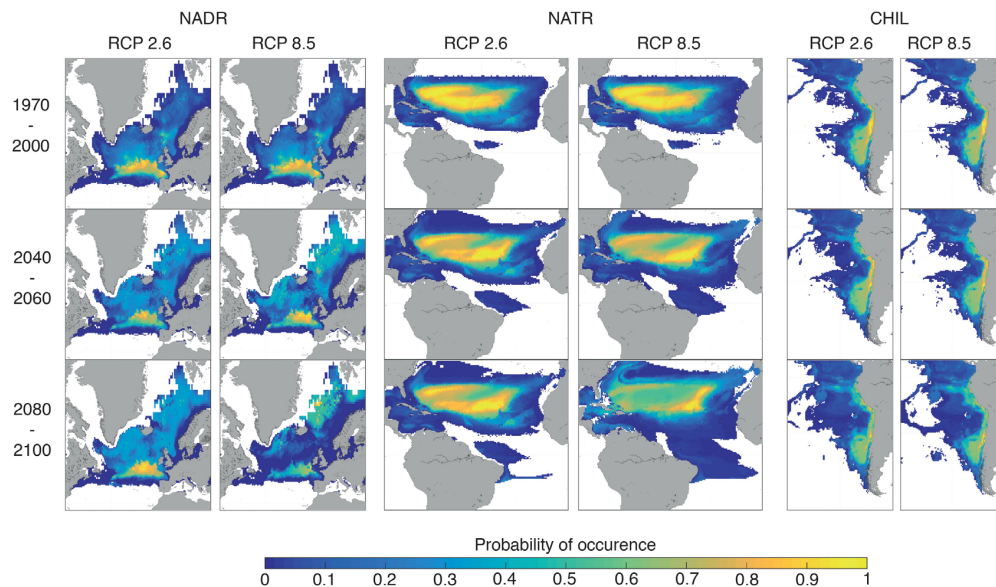 NADR NATR CHIL
RCP 2.6 RCP 8.5 RCP 2.6 RCP 8.5 RCP 2.6 RCP 8.5
1970
-
2000
2040
-
2060
2080
-
2100
Probability of occurence
0 0.1 0.2 0.3 0.4 0.5 0.6 0.7 0.8 0.9 1